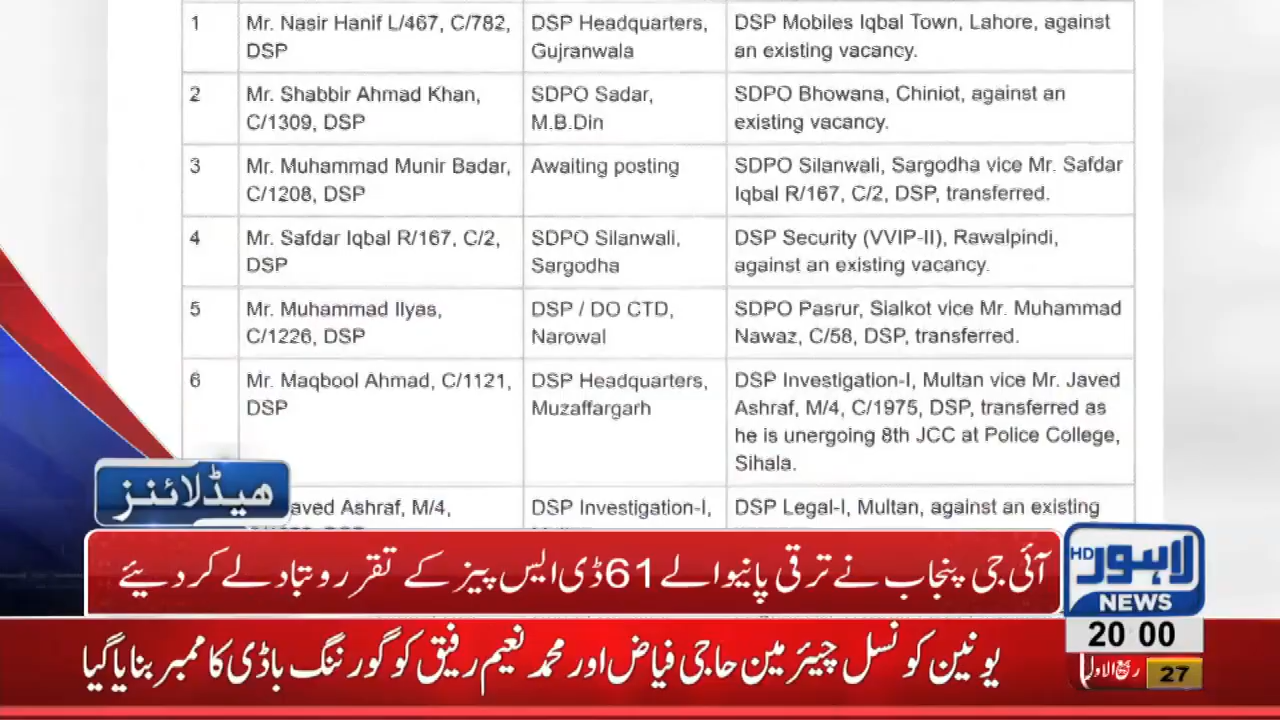 1 Mr. Nasir Hanif L/467, C/782, DSP Headquarters, DSP Mobiles Iqbal Town, Lahore, against
DSP Gujranwala an existing vacancy.
2 Mr. Shabbir Ahmad Khan, SDPO Sadar, SDPO Bhowana, Chiniot, against an
C/1309, DSP M.B.Din existing vacancy.
3 Mr. Muhammad Munir Badar, Awaiting posting SDPO Silanwali, Sargodha vice Mr. Safdar
C/1208, DSP Iqbal R/167, C/2, DSP, transferred.
4 Mr. Safdar Iqbal R/167, C/2, SDPO Silanwali, DSP Security (VVIP-II), Rawalpindi,
DSP Sargodha against an existing vacancy.
5 Mr. Muhammad Ilyas, DSP / DO CTD, SDPO Pasrur, Sialkot vice Mr. Muhammad
C/1226, DSP Narowal Nawaz, C/58, DSP, transferred.
6 Mr. Maqbool Ahmad, C/1121, DSP Headquarters, DSP Investigation-I, Multan vice Mr. Javed
DSP Muzaffargarh Ashraf, M/4, C/1975, DSP, transferred as
he is unergoing 8th JCC at Police College,
Sihala.
aved Ashraf, M/4, DSP Investigation-I, DSP Legal-I, Multan, against an existing
ہیڈلائنز
آئی جی پنجاب نے ترقی پانیوالے 61 ڈی ایس پیز کے تقرر و تبادلے کر دیئے
لاہور HD
NEWS
20 00
یونین کونسل چیئرمین حاجی فیاض اور محمد نعیم رفیق کو گورننگ باڈی کا ممبر بنایا گیا
ربیع الاول 27